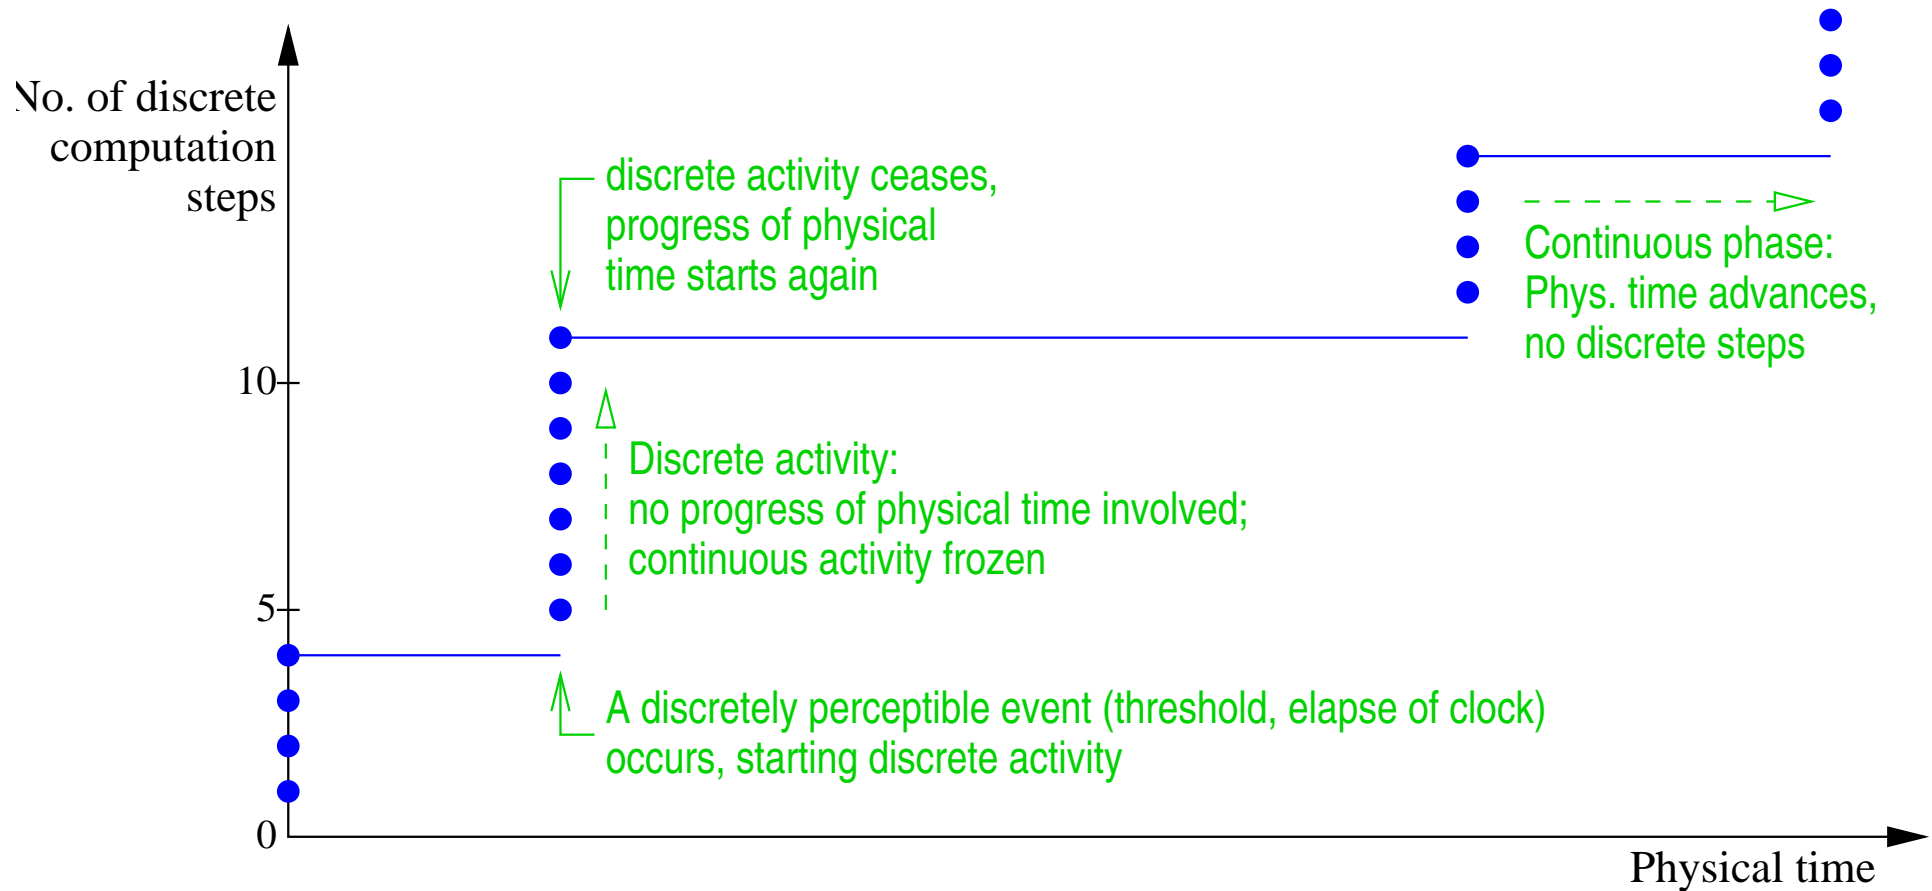 No. of discrete
computation
steps
discrete activity ceases,
progress of physical
time starts again
Continuous phase:
Phys. time advances,
no discrete steps
10
Discrete activity:
no progress of physical time involved;
continuous activity frozen
5
A discretely perceptible event (threshold, elapse of clock)
occurs, starting discrete activity
0
Physical time